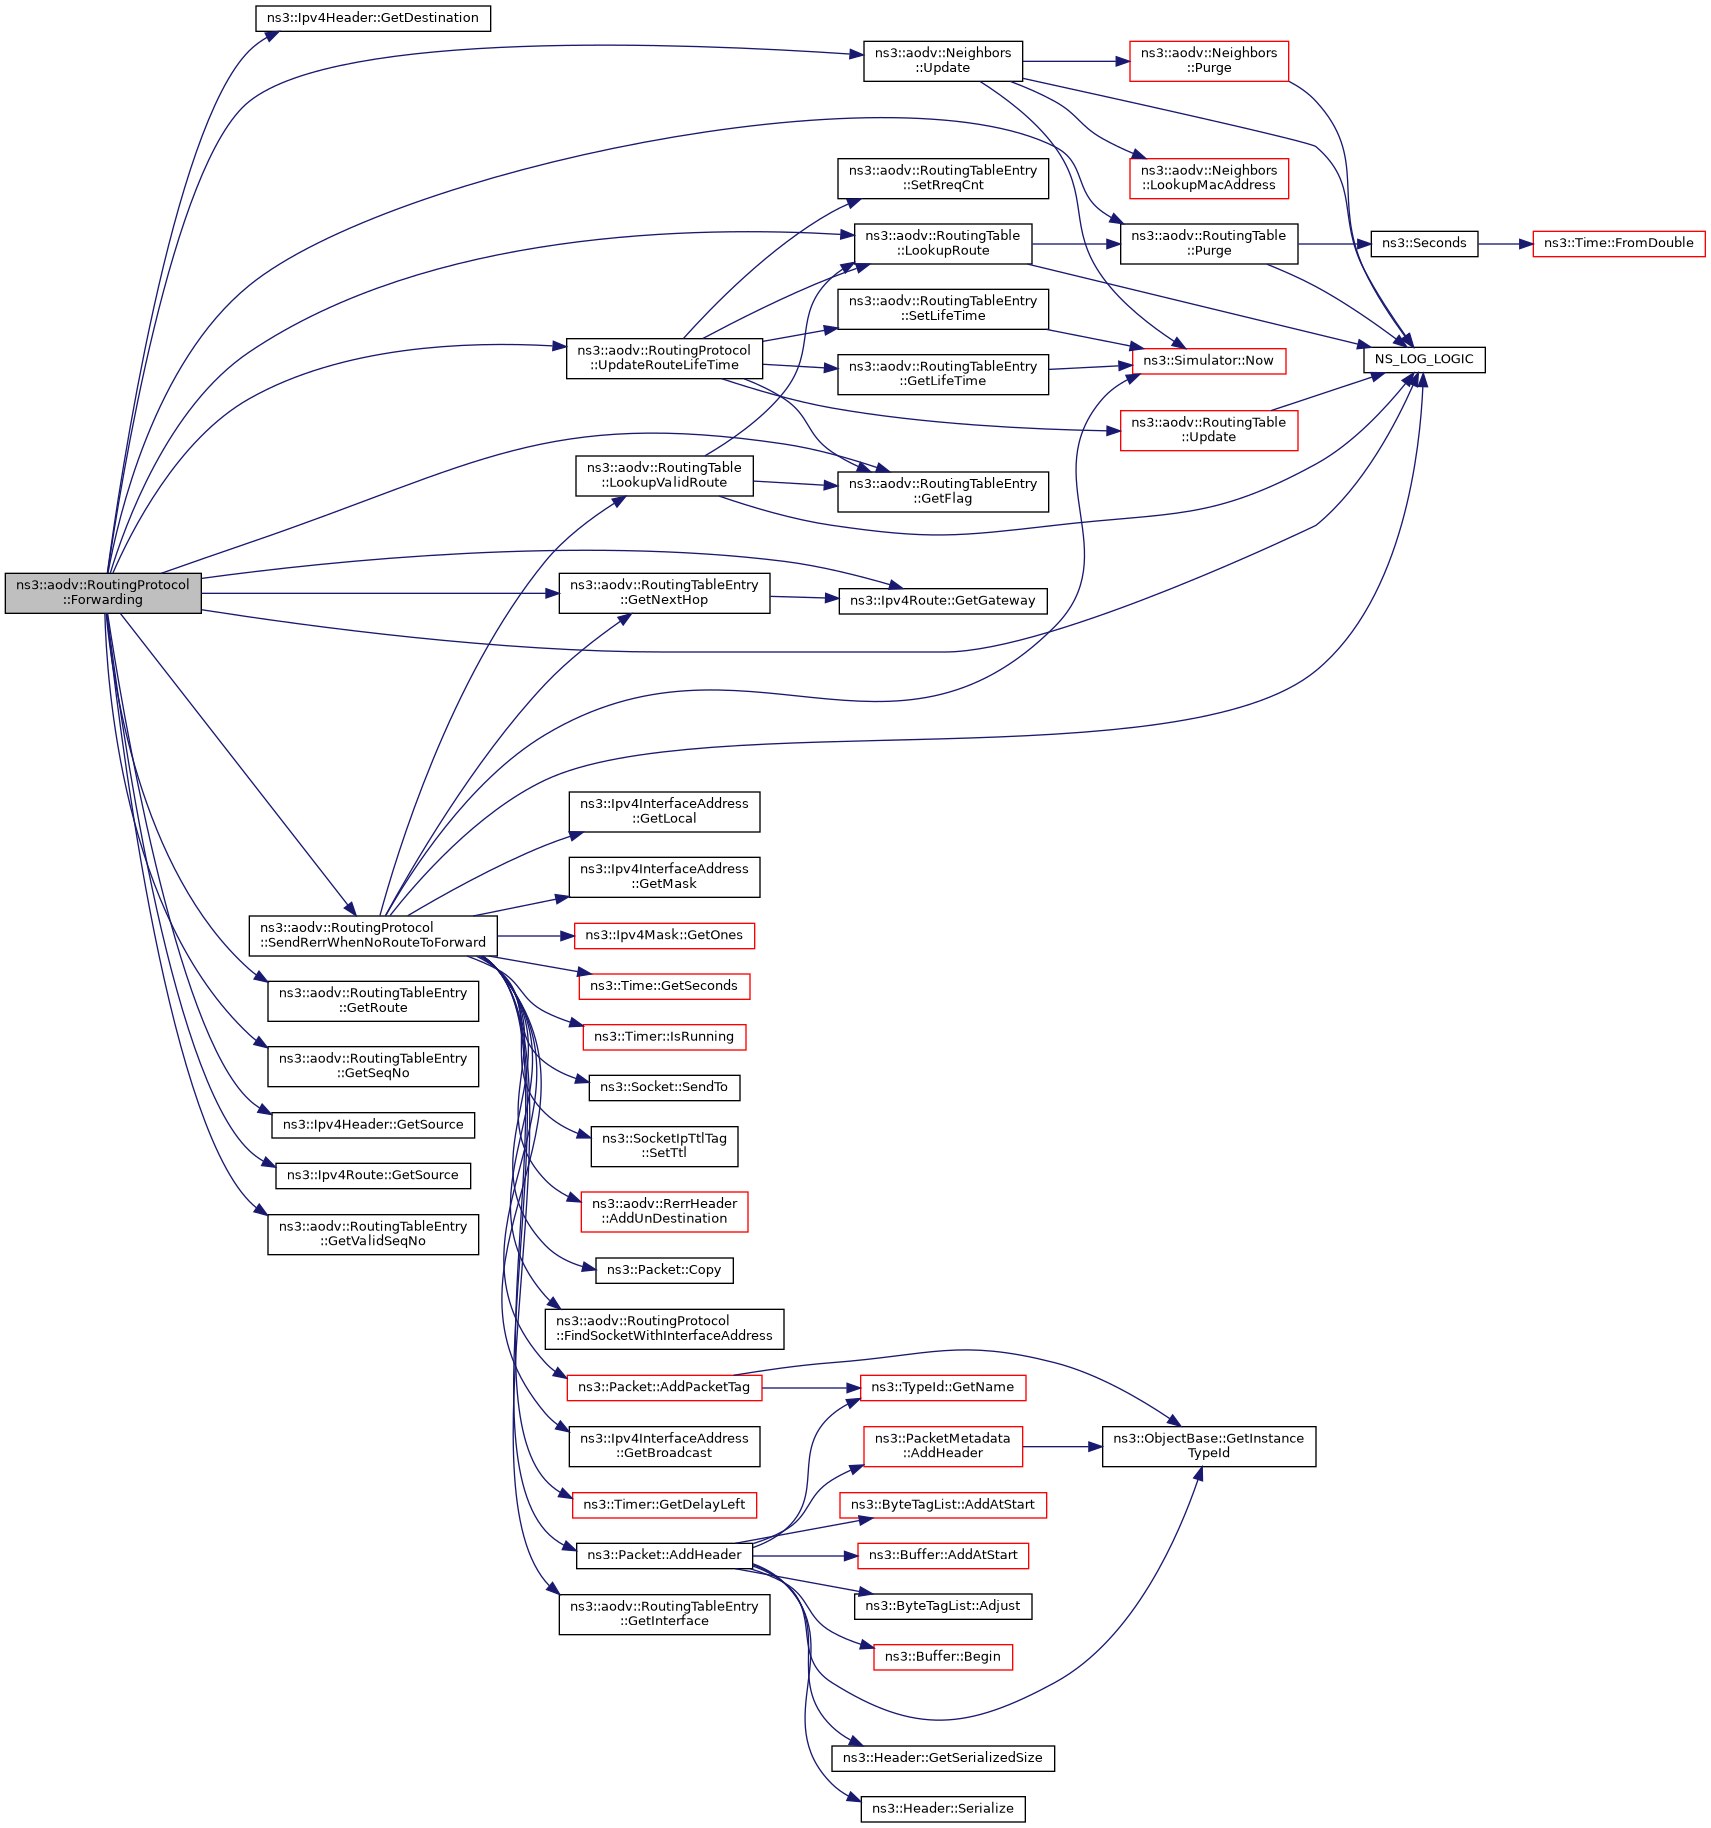 ns3::Ipv4Header::GetDestination
ns3::aodv::Neighbors
::Update
ns3::aodv::Neighbors
::Purge
ns3::aodv::Neighbors
::LookupMacAddress
ns3::aodv::RoutingTableEntry
::SetRreqCnt
ns3::aodv::RoutingTable
::LookupRoute
ns3::aodv::RoutingTable
::Purge
ns3::Seconds
ns3::Time::FromDouble
ns3::aodv::RoutingTableEntry
::SetLifeTime
ns3::aodv::RoutingProtocol
::UpdateRouteLifeTime
ns3::Simulator::Now
NS_LOG_LOGIC
ns3::aodv::RoutingTableEntry
::GetLifeTime
ns3::aodv::RoutingTable
::Update
ns3::aodv::RoutingTable
::LookupValidRoute
ns3::aodv::RoutingTableEntry
::GetFlag
ns3::aodv::RoutingProtocol
::Forwarding
ns3::aodv::RoutingTableEntry
::GetNextHop
ns3::Ipv4Route::GetGateway
ns3::Ipv4InterfaceAddress
::GetLocal
ns3::Ipv4InterfaceAddress
::GetMask
ns3::aodv::RoutingProtocol
::SendRerrWhenNoRouteToForward
ns3::Ipv4Mask::GetOnes
ns3::Time::GetSeconds
ns3::aodv::RoutingTableEntry
::GetRoute
ns3::Timer::IsRunning
ns3::aodv::RoutingTableEntry
::GetSeqNo
ns3::Socket::SendTo
ns3::Ipv4Header::GetSource
ns3::SocketIpTtlTag
::SetTtl
ns3::Ipv4Route::GetSource
ns3::aodv::RerrHeader
::AddUnDestination
ns3::aodv::RoutingTableEntry
::GetValidSeqNo
ns3::Packet::Copy
ns3::aodv::RoutingProtocol
::FindSocketWithInterfaceAddress
ns3::Packet::AddPacketTag
ns3::TypeId::GetName
ns3::Ipv4InterfaceAddress
::GetBroadcast
ns3::PacketMetadata
::AddHeader
ns3::ObjectBase::GetInstance
TypeId
ns3::Timer::GetDelayLeft
ns3::ByteTagList::AddAtStart
ns3::Packet::AddHeader
ns3::Buffer::AddAtStart
ns3::aodv::RoutingTableEntry
::GetInterface
ns3::ByteTagList::Adjust
ns3::Buffer::Begin
ns3::Header::GetSerializedSize
ns3::Header::Serialize